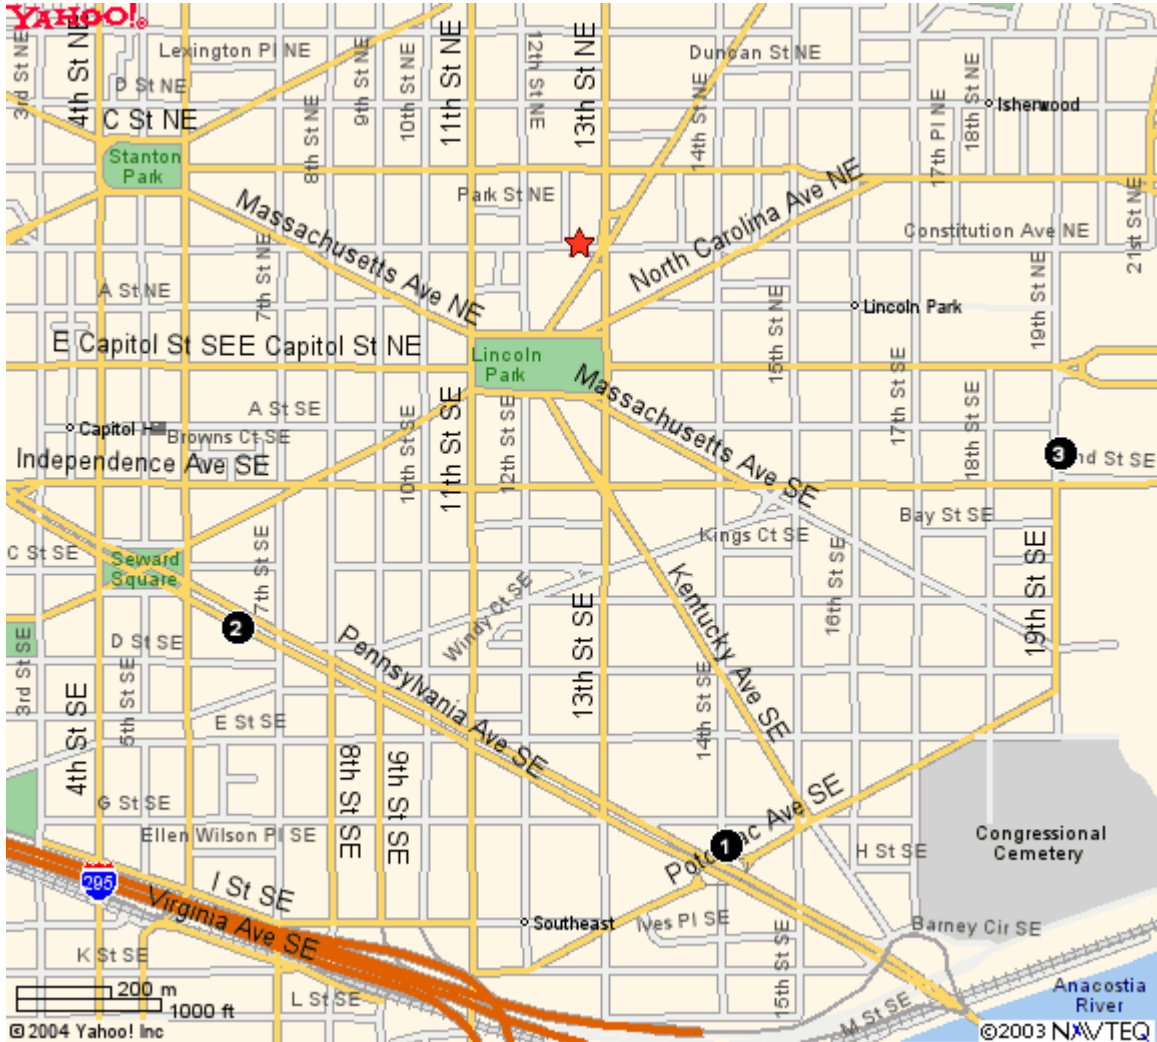 YAHOO!®
3rd St NE
4th St NE
Lexington Pl NE
9th St NE
10th St NE
11th St NE
12th St NE
13th St NE
Duncan St NE
D St NE
C St NE
8th St NE
14th St NE
17th Pl NE
18th St NE
Isherwood
Stanton
Park
Park St NE
Massachusetts Ave NE
North Carolina Ave NE
Constitution Ave NE
21st St NE
7th St NE
A St NE
15th St NE
Lincoln Park
19th St NE
E Capitol St SE
E Capitol St NE
Lincoln
Park
Massachusetts Ave SE
A St SE
Capitol H
Browns Ct SE
Independence Ave SE
10th St SE
11th St SE
12th St SE
17th St SE
18th St SE
3
nd St SE
Bay St SE
Kings Ct SE
C St SE
Seward
Square
7th St SE
Windy Ct SE
Kentucky Ave SE
16th St SE
19th St SE
2
D St SE
3rd St SE
4th St SE
5th St SE
Pennsylvania Ave SE
13th St SE
14th St SE
E St SE
8th St SE
9th St SE
G St SE
Ellen Wilson Pl SE
1
Potomac Ave SE
H St SE
Congressional
Cemetery
295
I St SE
Virginia Ave SE
Southeast
Ives Pl SE
Barney Cir SE
K St SE
15th St SE
M St SE
L St SE
Anacostia
River
200 m
1000 ft
© 2004 Yahoo! Inc
©2003 NAVTEQ